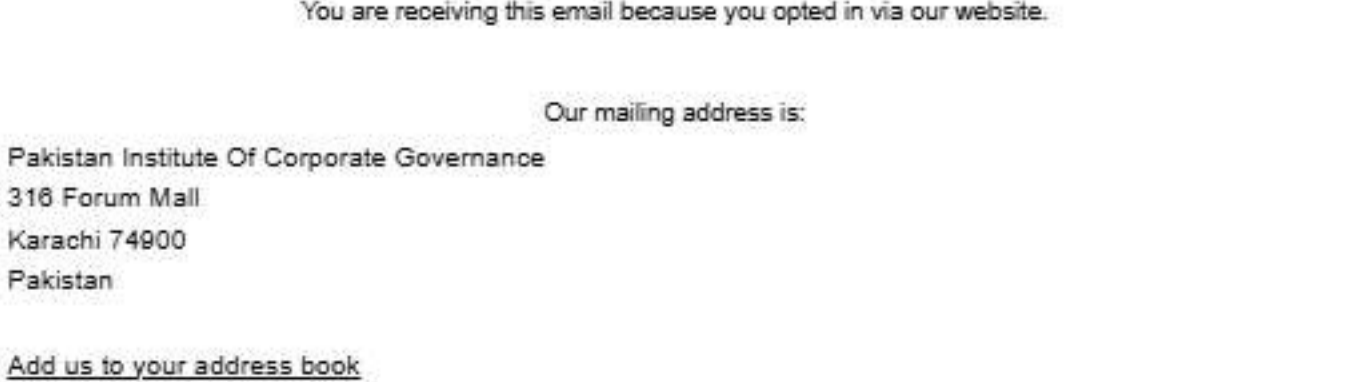 You are receiving this email because you opted in via our website.
Our mailing address is:
Pakistan Institute Of Corporate Governance
316 Forum Mall
Karachi 74900
Pakistan
Add us to your address book